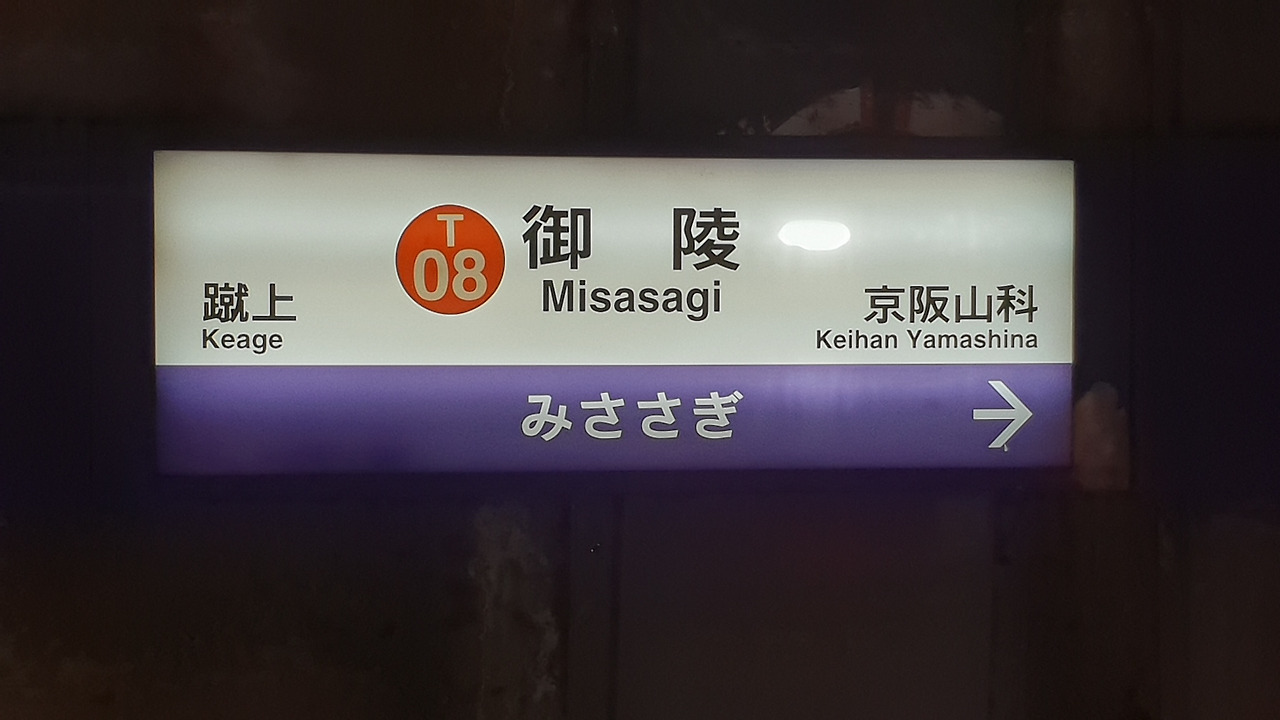 T
08
御 陵
Misasagi
蹴上
Keage
京阪山科
Keihan Yamashina
みささぎ
→